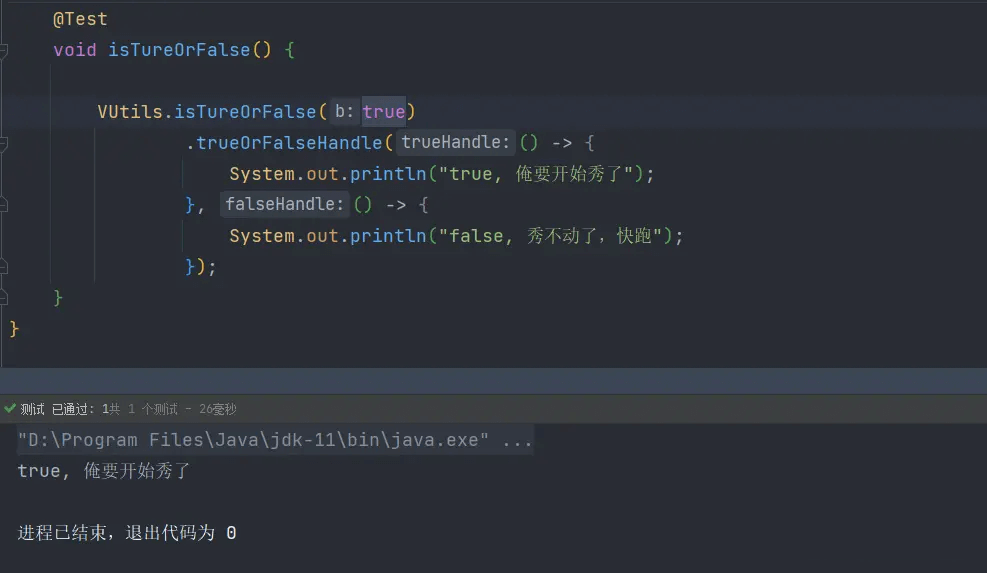 @Test
void isTureOrFalse() {
VUtils.isTureOrFalse( b: true)
.trueOrFalseHandle( trueHandle: () -> {
System.out.println("true, 俺要开始秀了");
}, falseHandle: () -> {
System.out.println("false, 秀不动了，快跑");
});
}
}
测试 已通过: 1共 1 个测试 – 26毫秒
"D:\Program Files\Java\jdk-11\bin\java.exe" ...
true, 俺要开始秀了
进程已结束，退出代码为 0